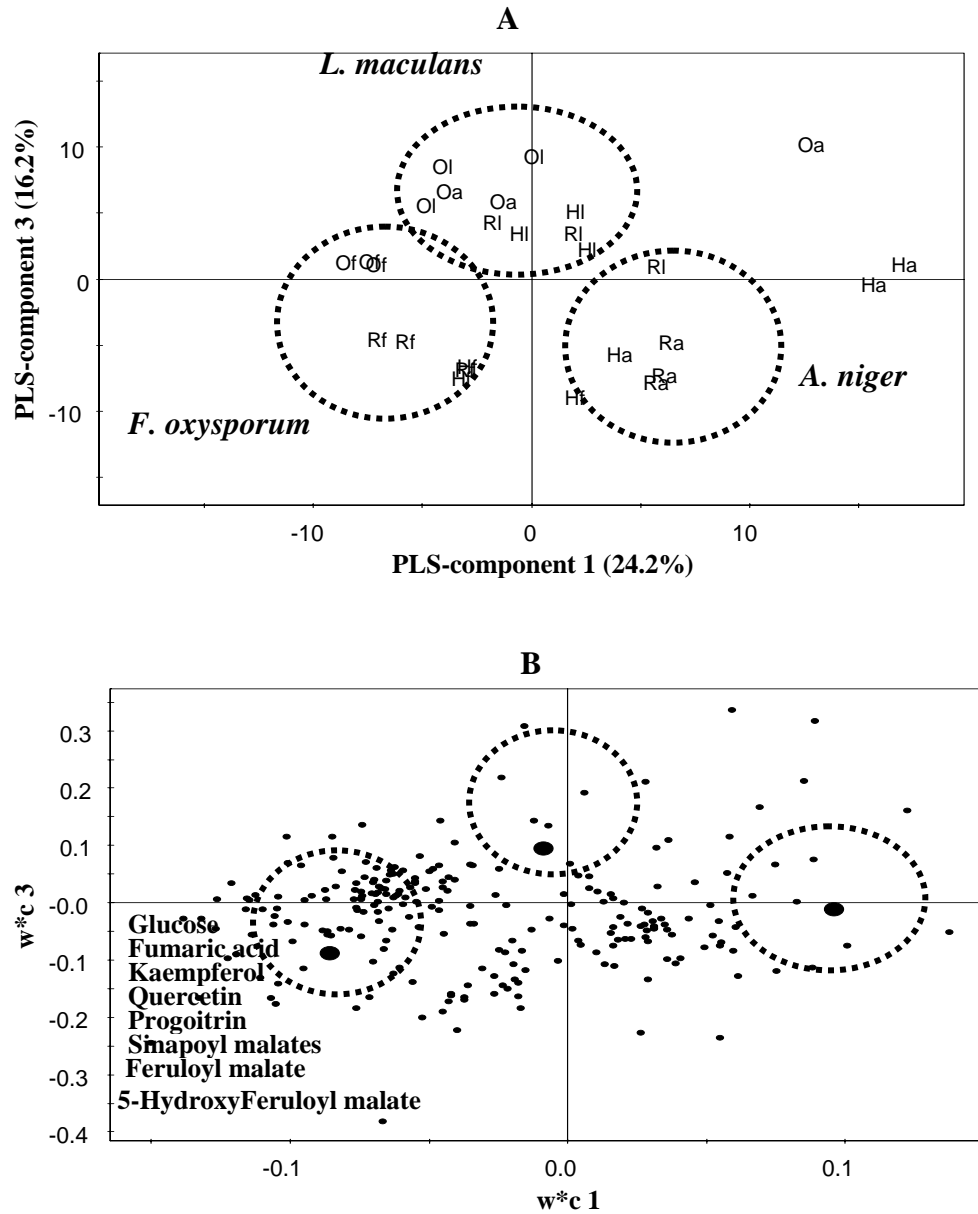 A
L. maculans
PLS-component 3 (16.2%)
10
0
-10
Oa
Ol
Ol
Oa
Ol
Oa
Rl
Hl
Hl
Rl
Hl
Rl
Of
Of
Of
Ha
Ha
Rf
Rf
Ha
Ra
Ra
Ra
Hf
Hf
Rf
Hf
A. niger
F. oxysporum
-10
0
10
PLS-component 1 (24.2%)
B
w*c 3
0.3
0.2
0.1
-0.0
-0.1
-0.2
-0.3
-0.4
Glucose
Fumaric acid
Kaempferol
Quercetin
Progoitrin
Sinapoyl malates
Feruloyl malate
5-HydroxyFeruloyl malate
-0.1
0.0
0.1
w*c 1